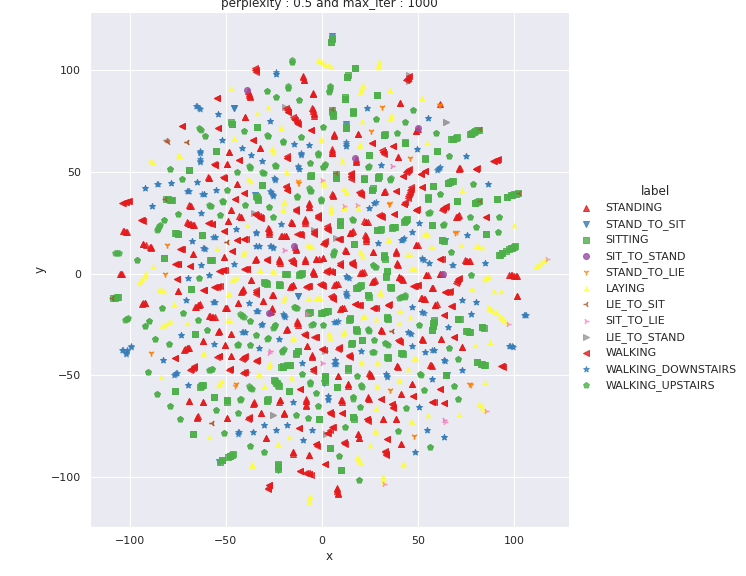 perplexity : 0.5 and max_iter : 1000
100
50
0
−50
−100
y
−100
−50
0
50
100
x
label
STANDING
STAND_TO_SIT
SITTING
SIT_TO_STAND
STAND_TO_LIE
LAYING
LIE_TO_SIT
SIT_TO_LIE
LIE_TO_STAND
WALKING
WALKING_DOWNSTAIRS
WALKING_UPSTAIRS